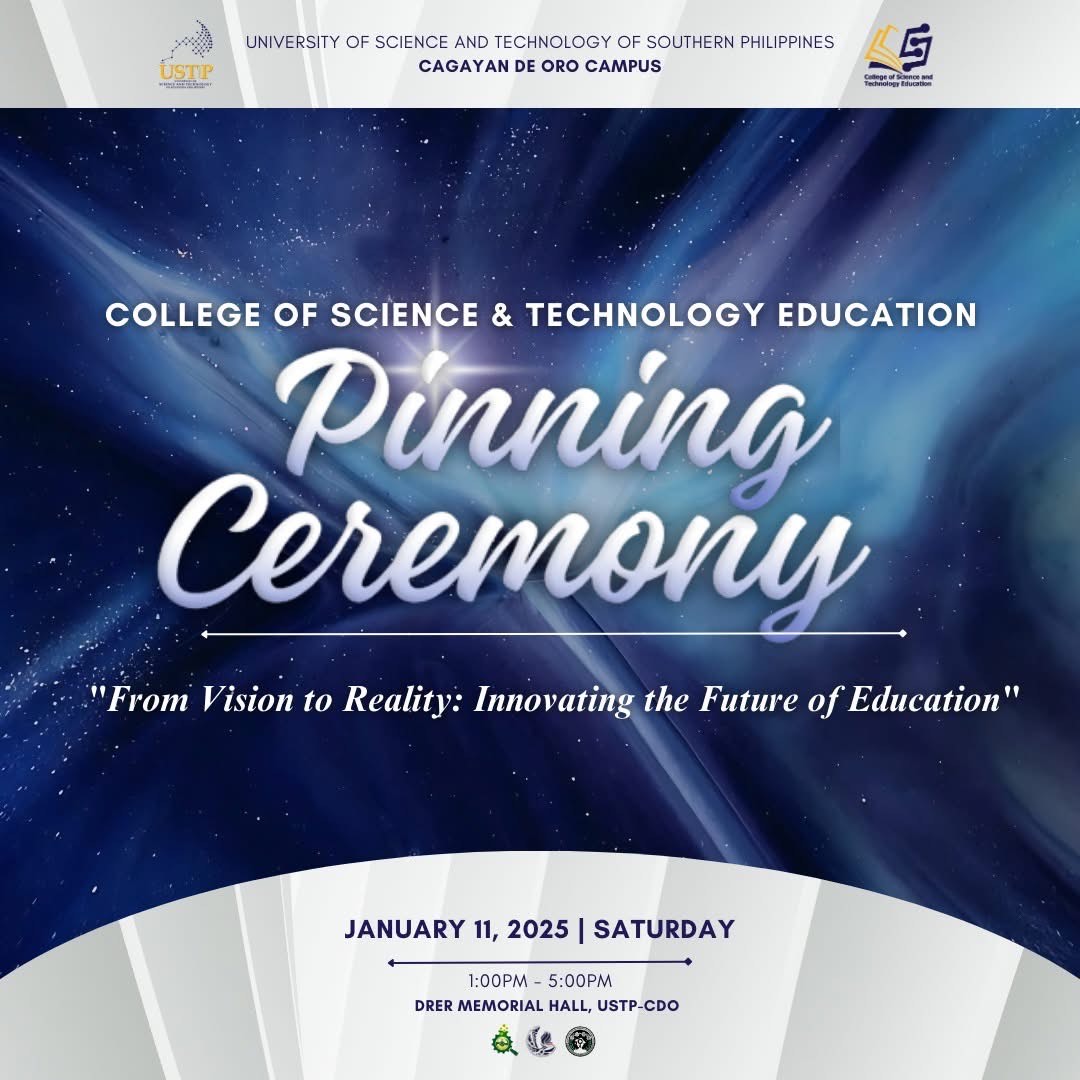 UNIVERSITY OF SCIENCE AND TECHNOLOGY OF SOUTHERN PHILIPPINES
CAGAYAN DE ORO CAMPUS
USTP
College of Science and
Technology Education
COLLEGE OF SCIENCE & TECHNOLOGY EDUCATION
Pinning
Ceremony
"From Vision to Reality: Innovating the Future of Education"
JANUARY 11, 2025 | SATURDAY
1:00PM - 5:00PM
DRER MEMORIAL HALL, USTP-CDO